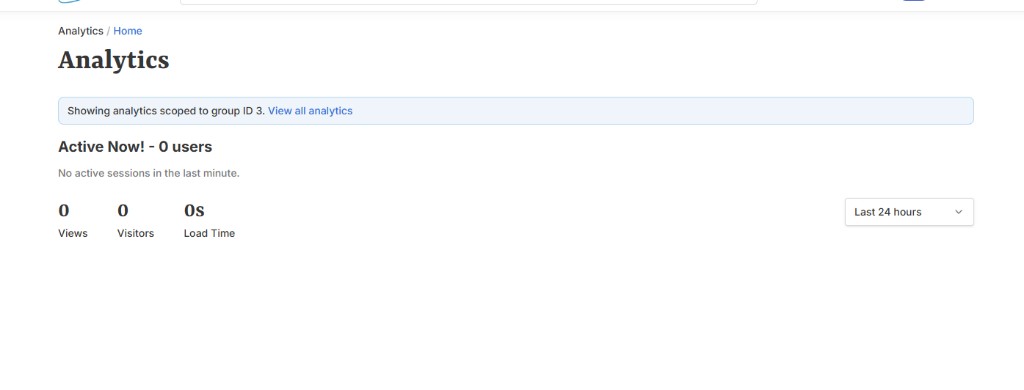 Analytics / Home
Analytics
Showing analytics scoped to group ID 3. View all analytics
Active Now! - 0 users
No active sessions in the last minute.
0 0 0s
Views Visitors Load Time
Last 24 hours